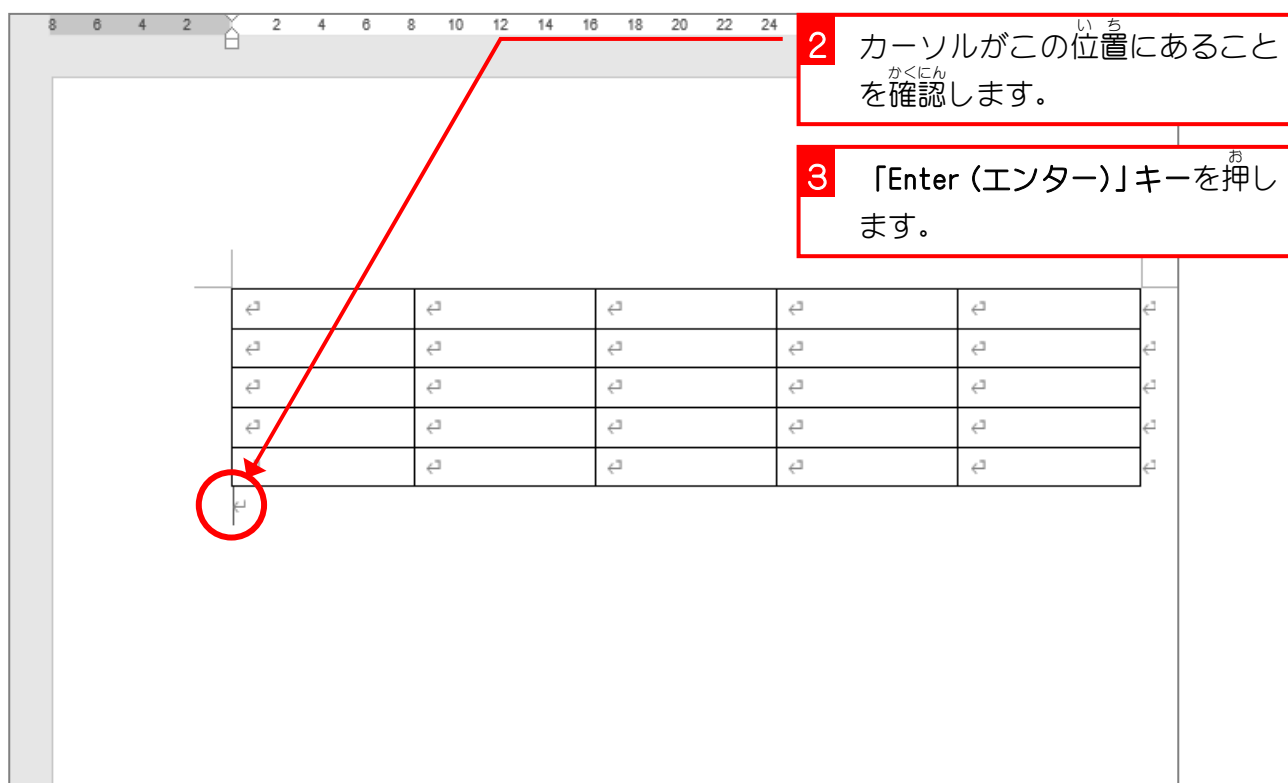 8 6 4 2 2 4 6 8 10 12 14 16 18 20 22 24
2 カーソルがこの位置にあること
を確認します。
3 「Enter (エンター)」キーを押し
ます。